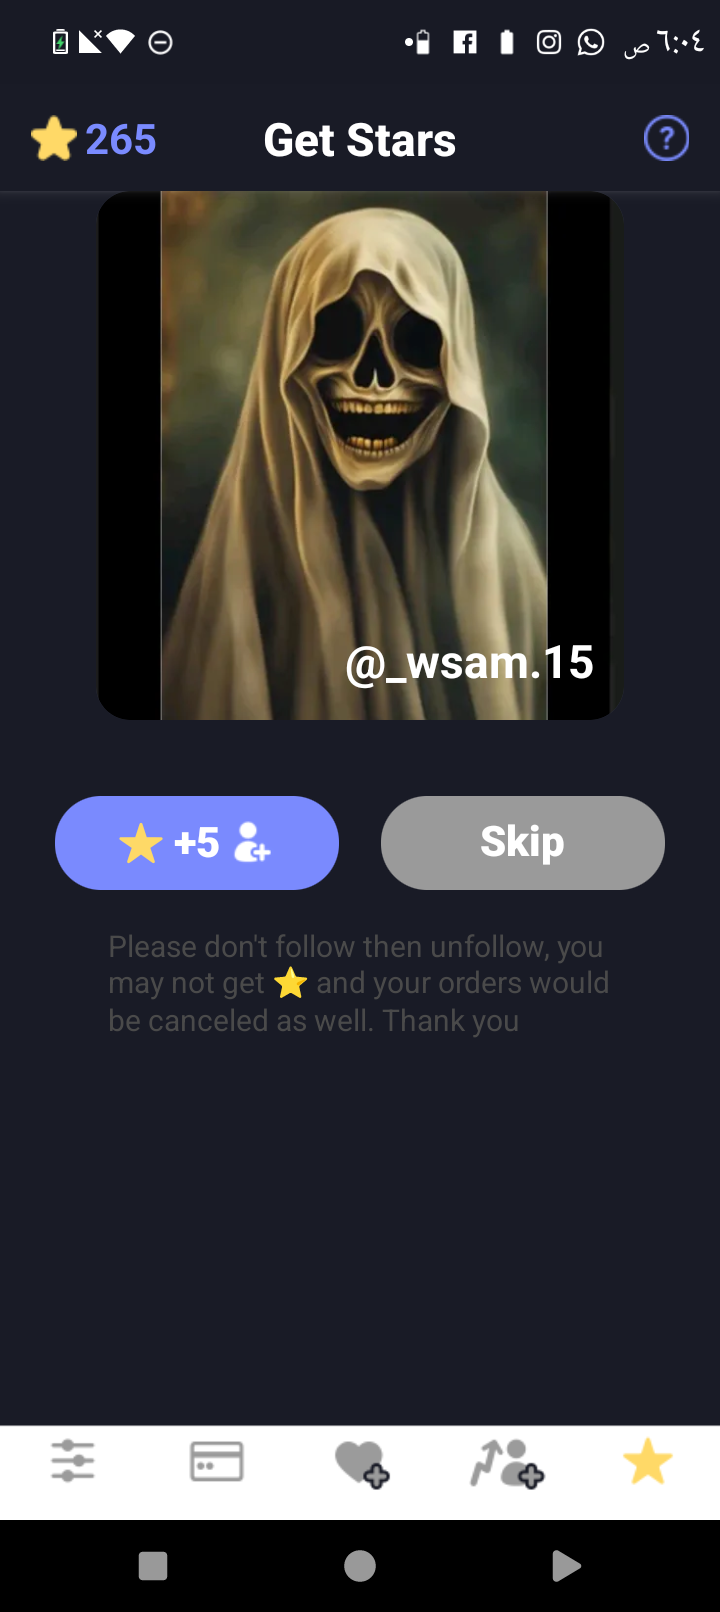 ٦:٠٤ ص
265
Get Stars
?
@_wsam.15
+5
Skip
Please don't follow then unfollow, you
may not get ⭐ and your orders would
be canceled as well. Thank you